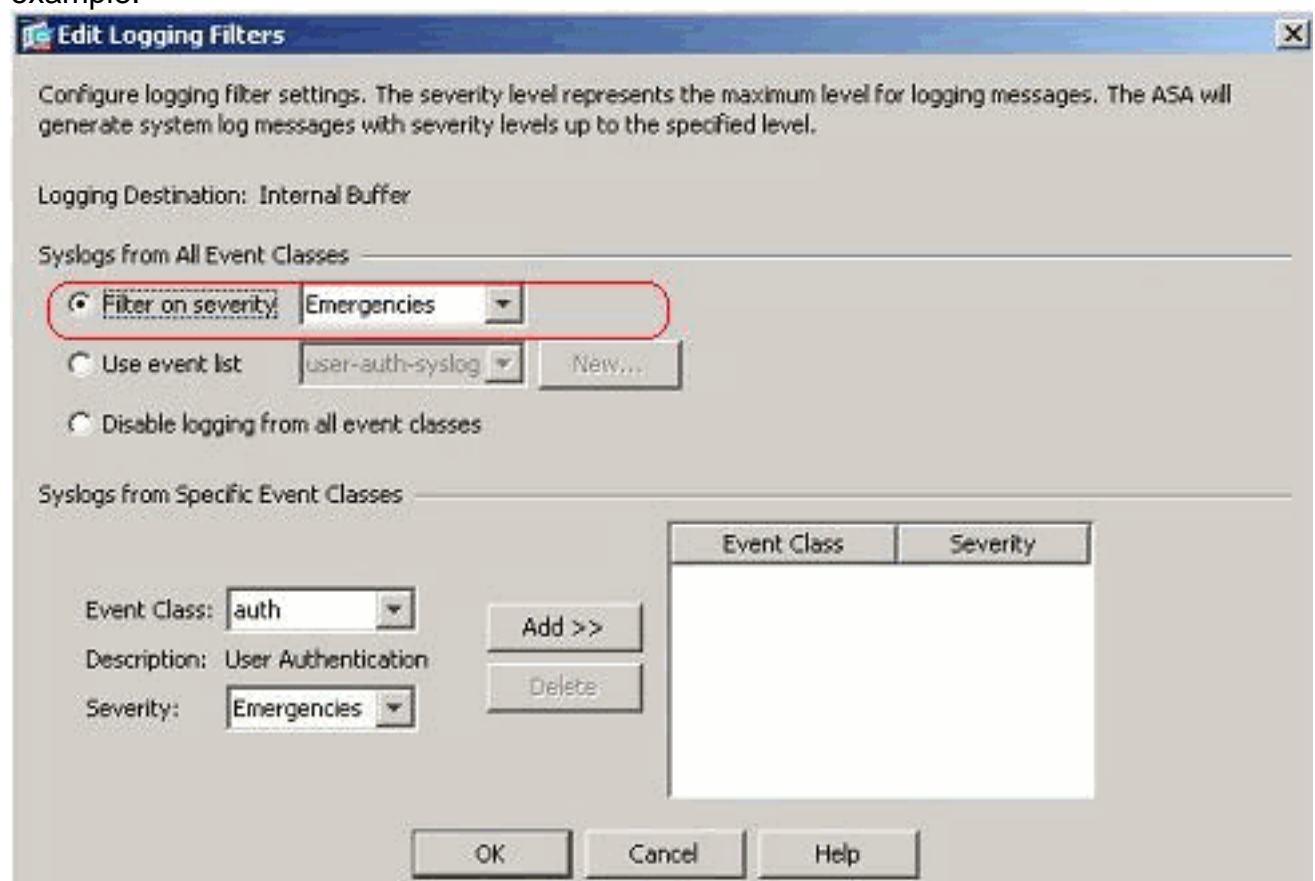 example:
Edit Logging Filters
Configure logging filter settings. The severity level represents the maximum level for logging messages. The ASA will
generate system log messages with severity levels up to the specified level.
Logging Destination: Internal Buffer
Syslogs from All Event Classes
Filter on severity Emergencies
Use event list user-auth-syslog New...
Disable logging from all event classes
Syslogs from Specific Event Classes
Event Class Severity
Event Class: auth
Add >>
Description: User Authentication
Delete
Severity: Emergencies
OK Cancel Help